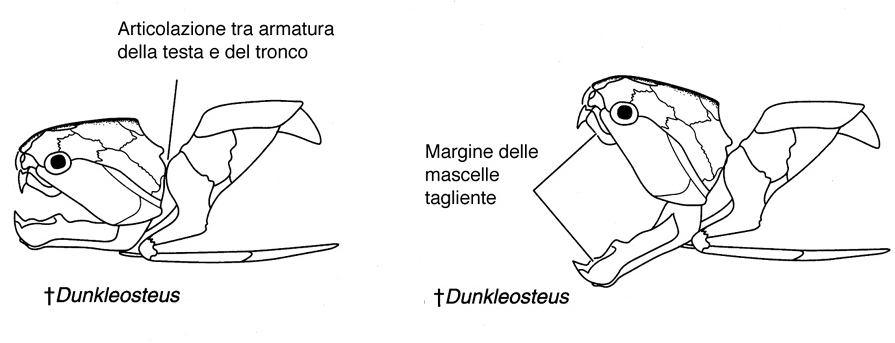 Articolazione tra armatura
della testa e del tronco
†Dunkleosteus
Margine delle
mascelle
tagliente
†Dunkleosteus